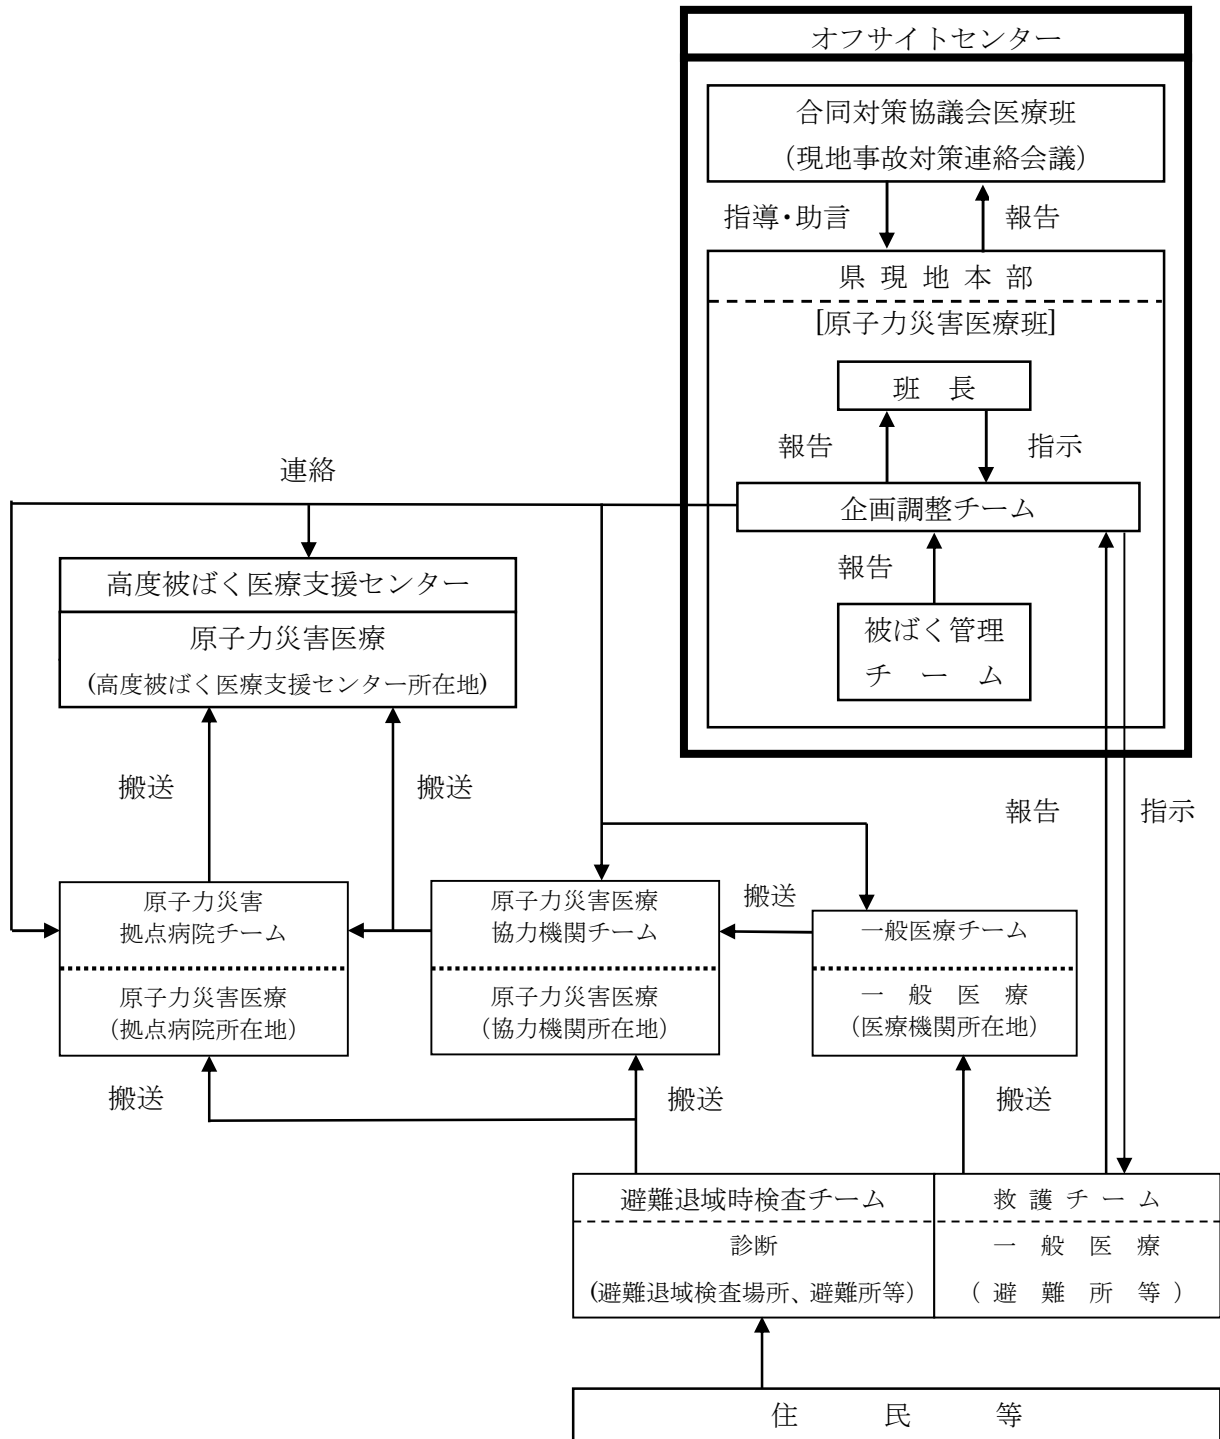 オフサイトセンター
合同対策協議会医療班
（現地事故対策連絡会議）
指導・助言
報告
県現地本部
[原子力災害医療班]
班　長
報告
指示
連絡
企画調整チーム
報告
高度被ばく医療支援センター
原子力災害医療
(高度被ばく医療支援センター所在地)
被ばく管理
チ　ー　ム
搬送
搬送
報告
指示
原子力災害
拠点病院チーム
原子力災害医療
（拠点病院所在地）
原子力災害医療
協力機関チーム
原子力災害医療
（協力機関所在地）
搬送
一般医療チーム
一　般　医　療
（医療機関所在地）
搬送
搬送
搬送
避難退域時検査チーム
診断
(避難退域検査場所、避難所等）
救 護 チ ー ム
一　般　医　療
（ 避　難　所　等 ）
住　　民　　等